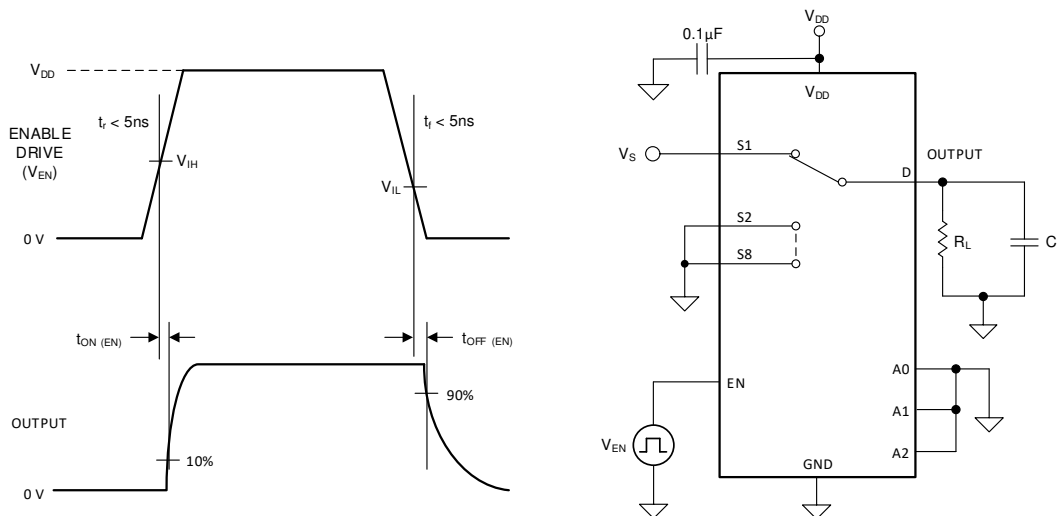 V_DD
t_r < 5ns
t_f < 5ns
ENABLE
DRIVE
(V_EN)
V_IH
V_IL
0 V
t_ON (EN)
t_OFF (EN)
90%
OUTPUT
10%
0 V
V_DD
0.1µF
V_DD
V_S
S1
OUTPUT
D
S2
S8
R_L
C
EN
A0
A1
A2
V_EN
GND